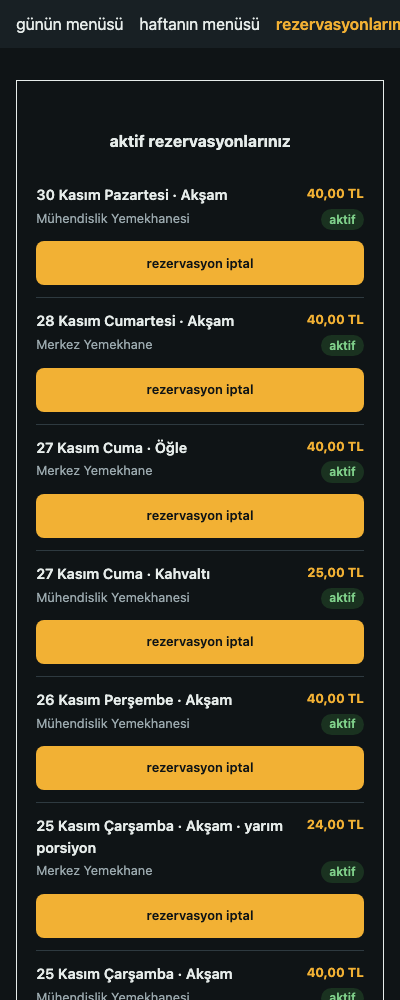 günün menüsü haftanın menüsü
aktif rezervasyonlarınız
30 Kasım Pazartesi · Akşam 40,00 TL
Mühendislik Yemekhanesi aktif
rezervasyon iptal
28 Kasım Cumartesi · Akşam 40,00 TL
Merkez Yemekhane aktif
rezervasyon iptal
27 Kasım Cuma · Öğle 40,00 TL
Merkez Yemekhane aktif
rezervasyon iptal
27 Kasım Cuma · Kahvaltı 25,00 TL
Mühendislik Yemekhanesi aktif
rezervasyon iptal
26 Kasım Perşembe · Akşam 40,00 TL
Mühendislik Yemekhanesi aktif
rezervasyon iptal
25 Kasım Çarşamba · Akşam · yarım 24,00 TL
porsiyon
Merkez Yemekhane aktif
rezervasyon iptal
25 Kasım Çarşamba · Akşam 40,00 TL
Mühendislik Yemekhanesi aktif